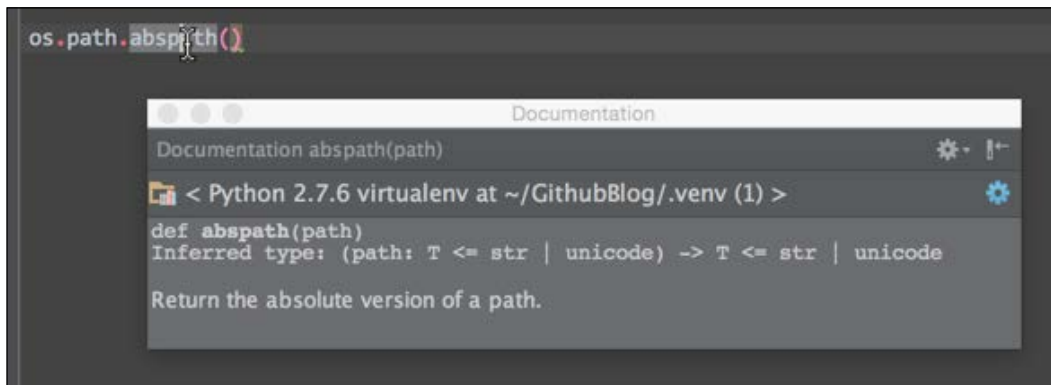 os.path.abspath()
Documentation
Documentation abspath(path)
< Python 2.7.6 virtualenv at ~/GithubBlog/.venv (1) >
def abspath(path)
Inferred type: (path: T <= str | unicode) -> T <= str | unicode
Return the absolute version of a path.